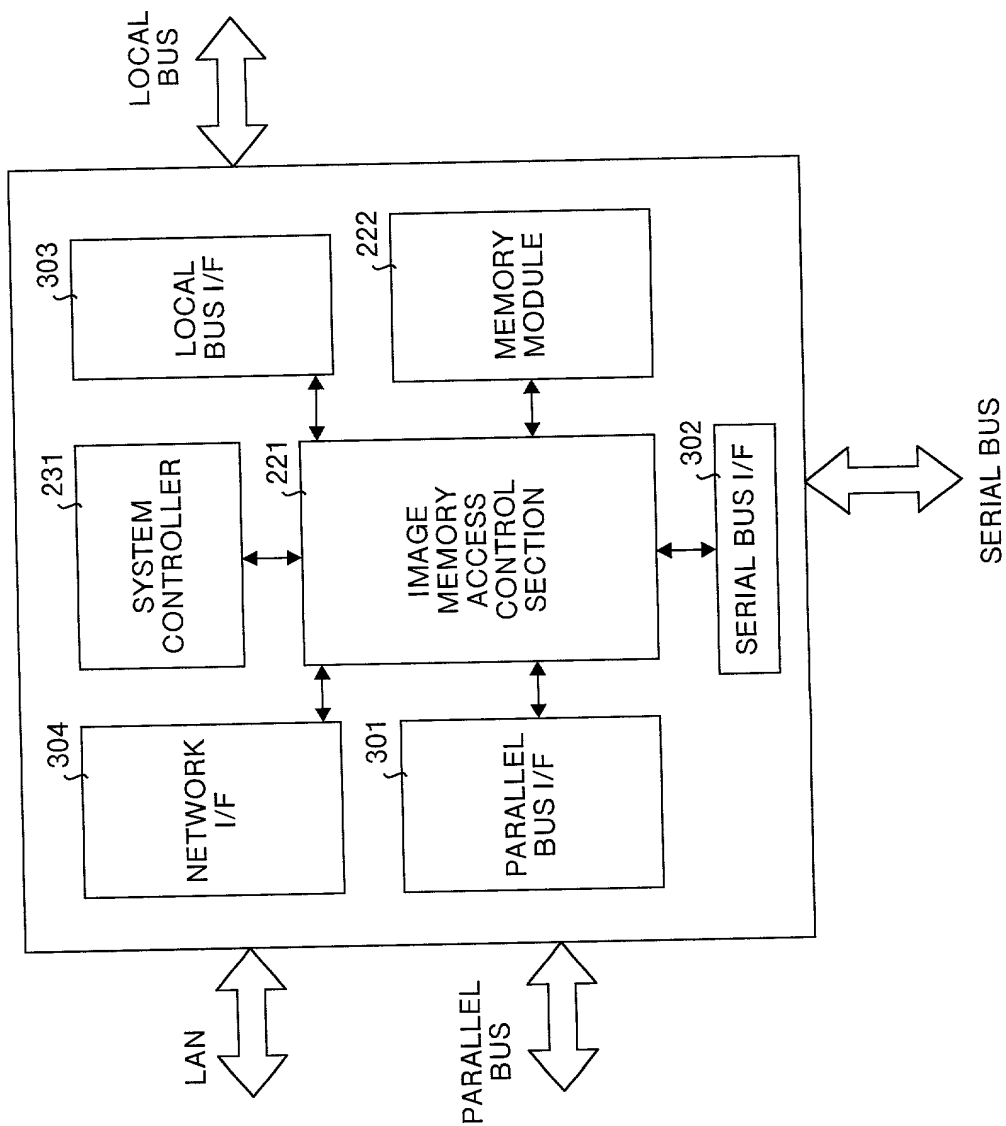 LOCAL
BUS
303
LOCAL
BUS I/F
222
MEMORY
MODULE
231
SYSTEM
CONTROLLER
221
IMAGE
MEMORY
ACCESS
CONTROL
SECTION
302
SERIAL BUS I/F
SERIAL BUS
304
NETWORK
I/F
301
PARALLEL
BUS I/F
LAN
PARALLEL
BUS